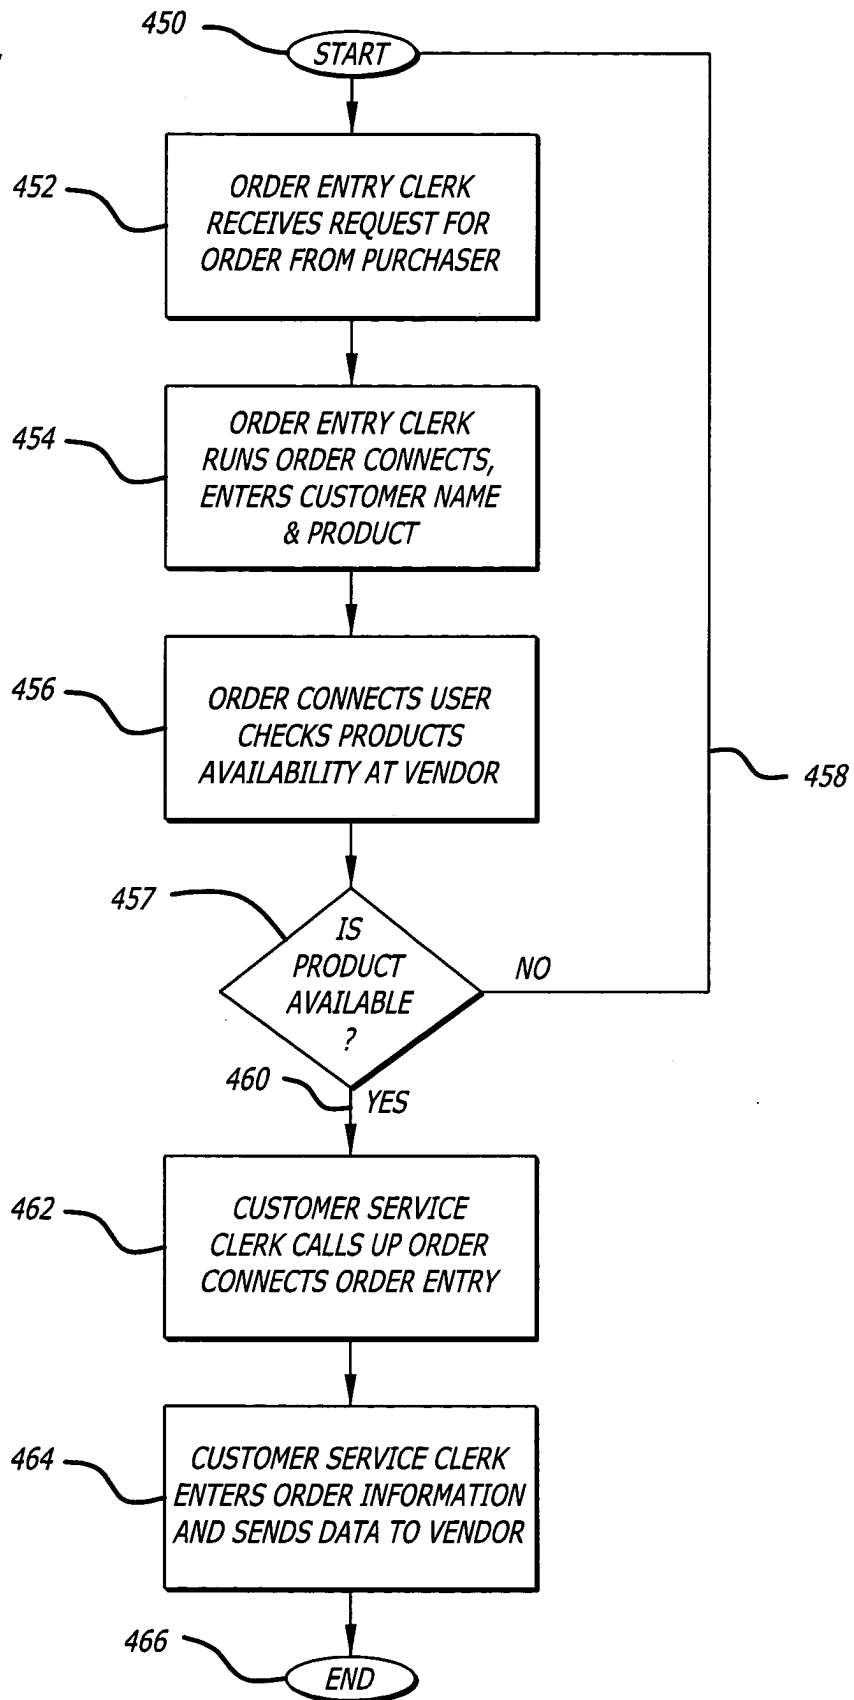 450
START
452
ORDER ENTRY CLERK
RECEIVES REQUEST FOR
ORDER FROM PURCHASER
454
ORDER ENTRY CLERK
RUNS ORDER CONNECTS,
ENTERS CUSTOMER NAME
& PRODUCT
456
ORDER CONNECTS USER
CHECKS PRODUCTS
AVAILABILITY AT VENDOR
458
457
IS
PRODUCT
AVAILABLE
?
NO
460
YES
462
CUSTOMER SERVICE
CLERK CALLS UP ORDER
CONNECTS ORDER ENTRY
464
CUSTOMER SERVICE CLERK
ENTERS ORDER INFORMATION
AND SENDS DATA TO VENDOR
466
END